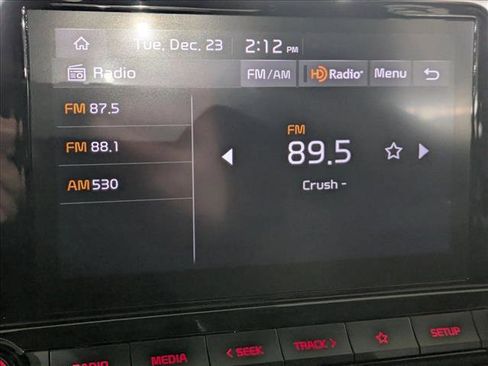 Tue, Dec. 23 2:12 PM
Radio FM/AM HD Radio® Menu
FM 87.5
FM 88.1
AM 530
FM
89.5
Crush -
RADIO MEDIA < SEEK TRACK > SETUP